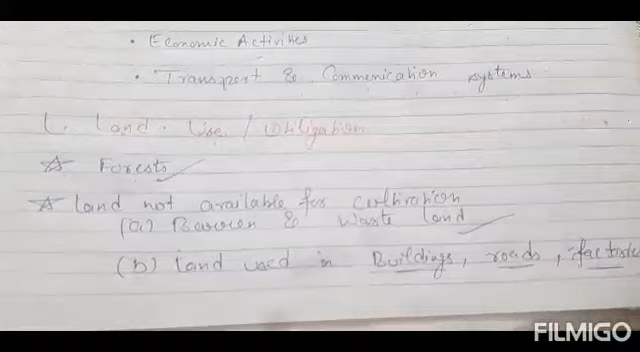 • Economic Activities
• Transport & Communication systems
1. Land Use / Utilization
☆ Forests
☆ Land not available for cultivation
(a) Barren & Waste land
(b) Land used in Buildings, roads,
FILMIGO